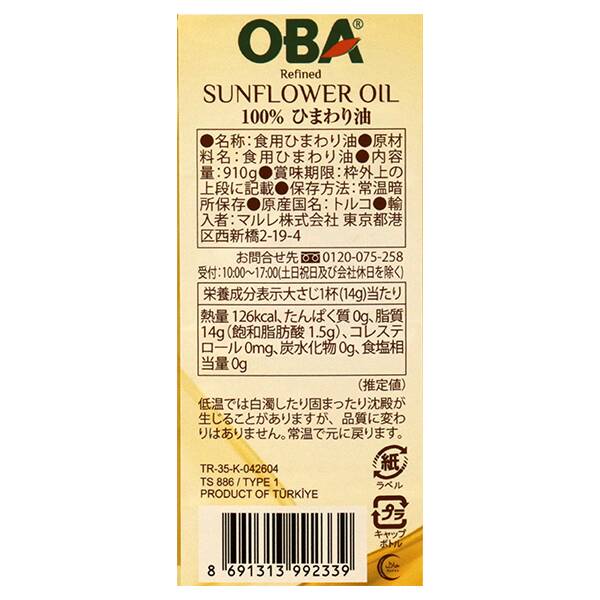 OBA®
Refined
SUNFLOWER OIL
100% ひまわり油
●名称：食用ひまわり油●原材
料名：食用ひまわり油●内容
量：910g●賞味期限：枠外上の
上段に記載●保存方法：常温暗
所保存●原産国名：トルコ●輸
入者：マルレ株式会社 東京都港
区西新橋2-19-4
お問合せ先 0120-075-258
受付：10:00～17:00(土日祝日及び会社休日を除く)
栄養成分表示大さじ1杯(14g)当たり
熱量 126kcal、たんぱく質 0g、脂質
14g（飽和脂肪酸 1.5g）、コレステ
ロール 0mg、炭水化物 0g、食塩相
当量 0g
（推定値）
低温では白濁したり固まったり沈殿が
生じることがありますが、品質に変わ
りはありません。常温で元に戻ります。
紙
ラベル
TR-35-K-042604
TS 886 / TYPE 1
PRODUCT OF TÜRKİYE
プラ
キャップ
ボトル
8 691313 992339